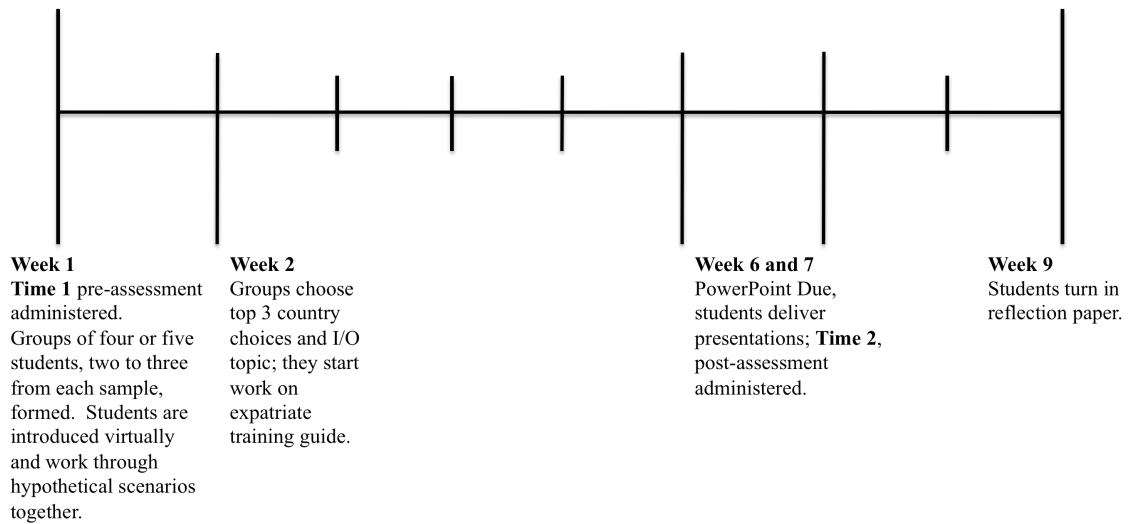 Week 1
Time 1 pre-assessment
administered.
Groups of four or five
students, two to three
from each sample,
formed.  Students are
introduced virtually
and work through
hypothetical scenarios
together.
Week 2
Groups choose
top 3 country
choices and I/O
topic; they start
work on
expatriate
training guide.
Week 6 and 7
PowerPoint Due,
students deliver
presentations; Time 2,
post-assessment
administered.
Week 9
Students turn in
reflection paper.